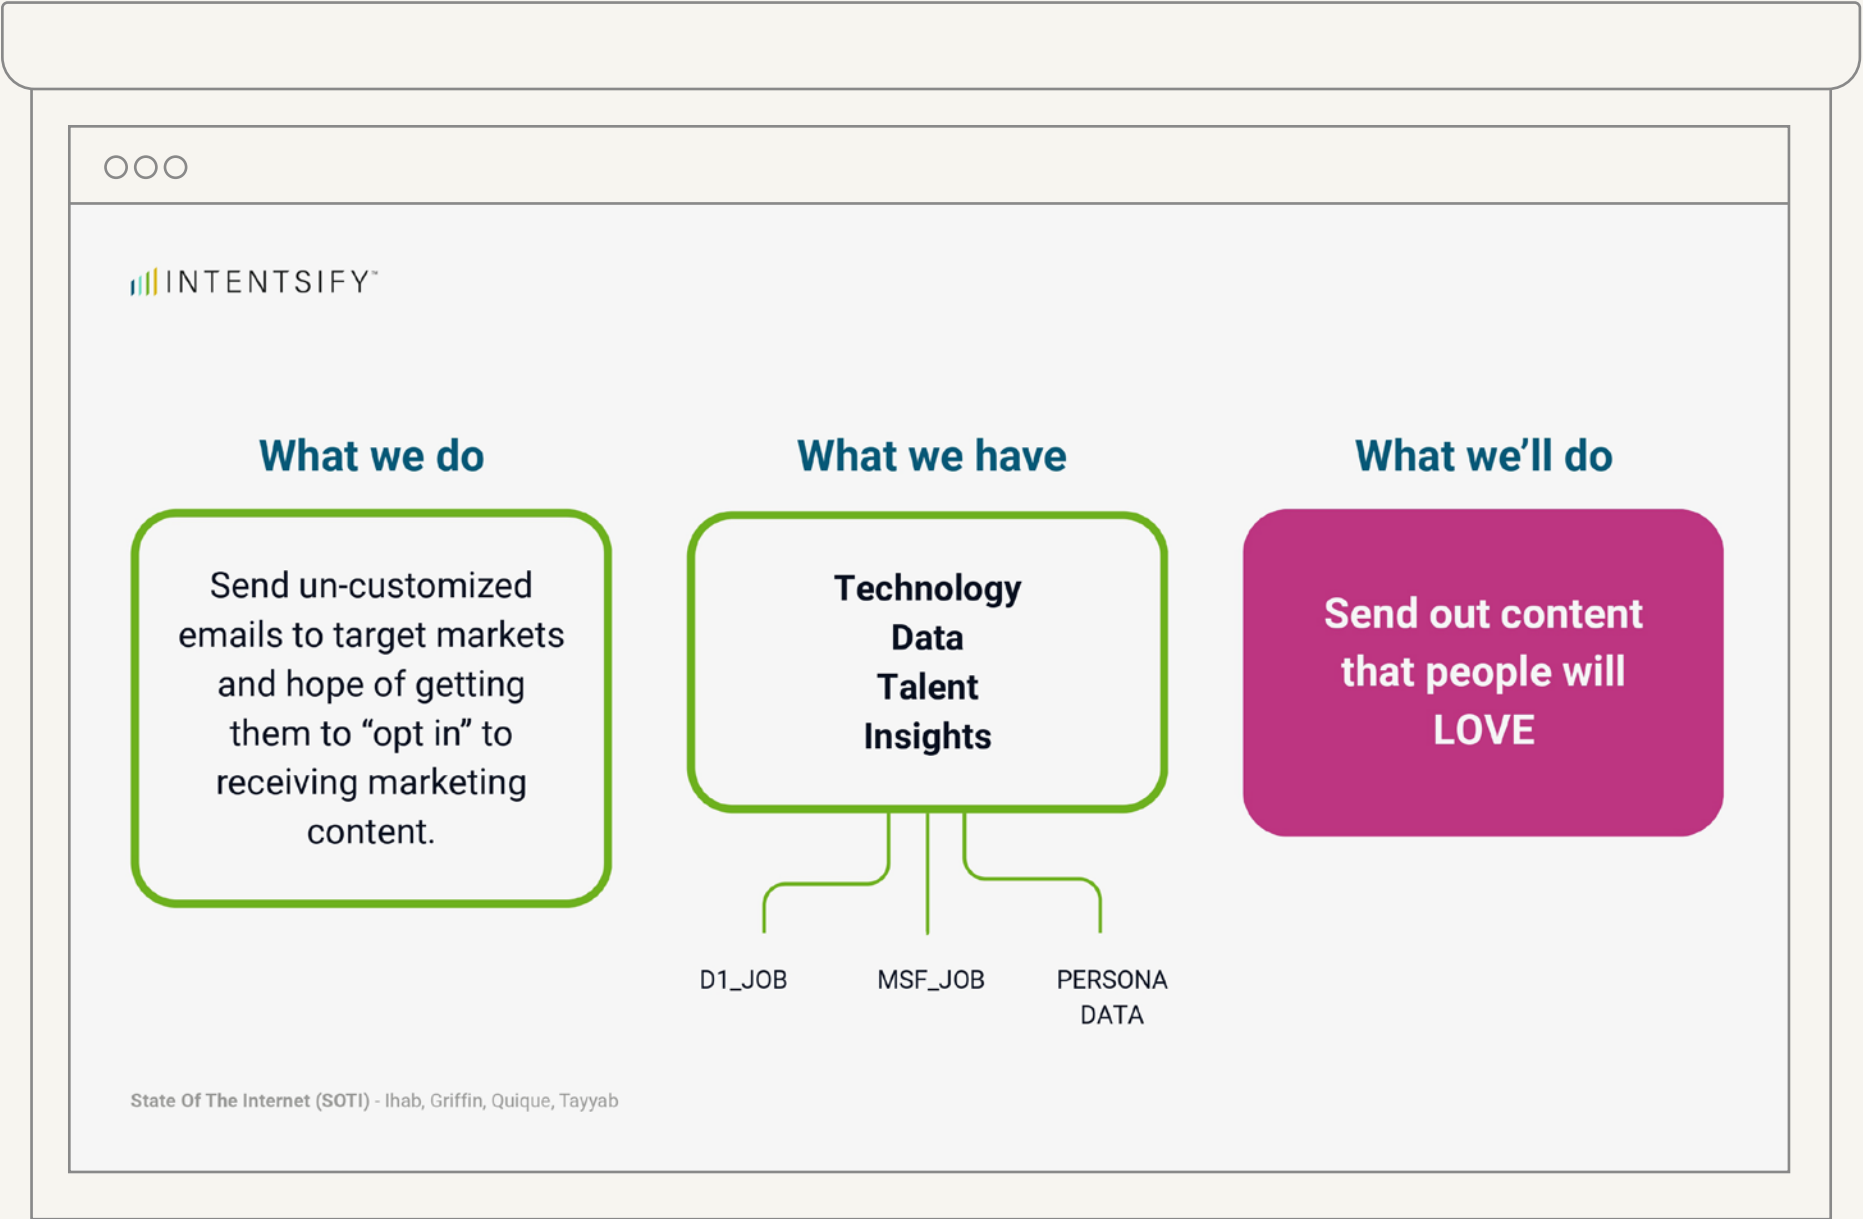 INTENTSIFY™
What we do
Send un-customized
emails to target markets
and hope of getting
them to “opt in” to
receiving marketing
content.
What we have
Technology
Data
Talent
Insights
D1_JOB
MSF_JOB
PERSONA
DATA
What we’ll do
Send out content
that people will
LOVE
State Of The Internet (SOTI) - Ihab, Griffin, Quique, Tayyab